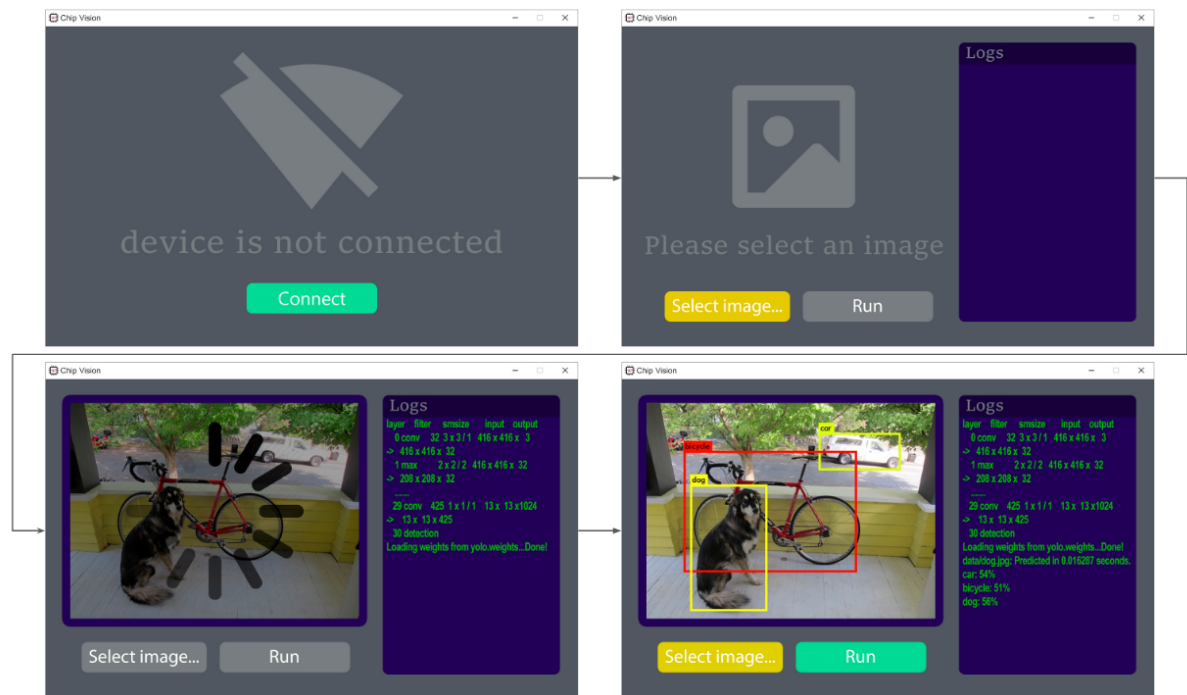 Chip Vision
device is not connected
Connect
Chip Vision
Logs
Please select an image
Select image...
Run
Chip Vision
Logs
layer filter smsize input output
0 conv 32 3 x 3 / 1 416 x 416 x 3
-> 416 x 416 x 32
1 max 2 x 2 / 2 416 x 416 x 32
-> 208 x 208 x 32
......
29 conv 425 1 x 1 / 1 13 x 13 x1024
-> 13 x 13 x 425
30 detection
Loading weights from yolo.weights...Done!
Select image...
Run
Chip Vision
car
bicycle
dog
Logs
layer filter smsize input output
0 conv 32 3 x 3 / 1 416 x 416 x 3
-> 416 x 416 x 32
1 max 2 x 2 / 2 416 x 416 x 32
-> 208 x 208 x 32
......
29 conv 425 1 x 1 / 1 13 x 13 x1024
-> 13 x 13 x 425
30 detection
Loading weights from yolo.weights...Done!
data/dog.jpg: Predicted in 0.016287 seconds.
car: 54%
bicycle: 51%
dog: 56%
Select image...
Run